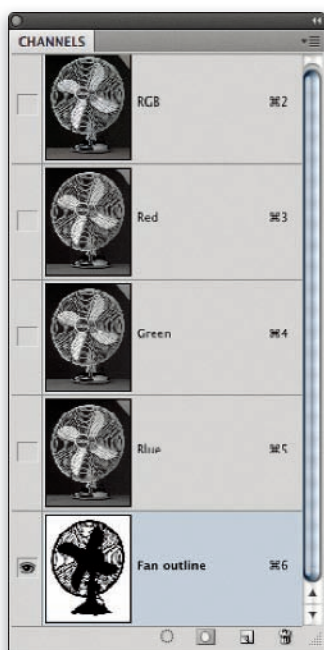 CHANNELS
RGB ⌘2
Red ⌘3
Green ⌘4
Blue ⌘5
Fan outline ⌘6